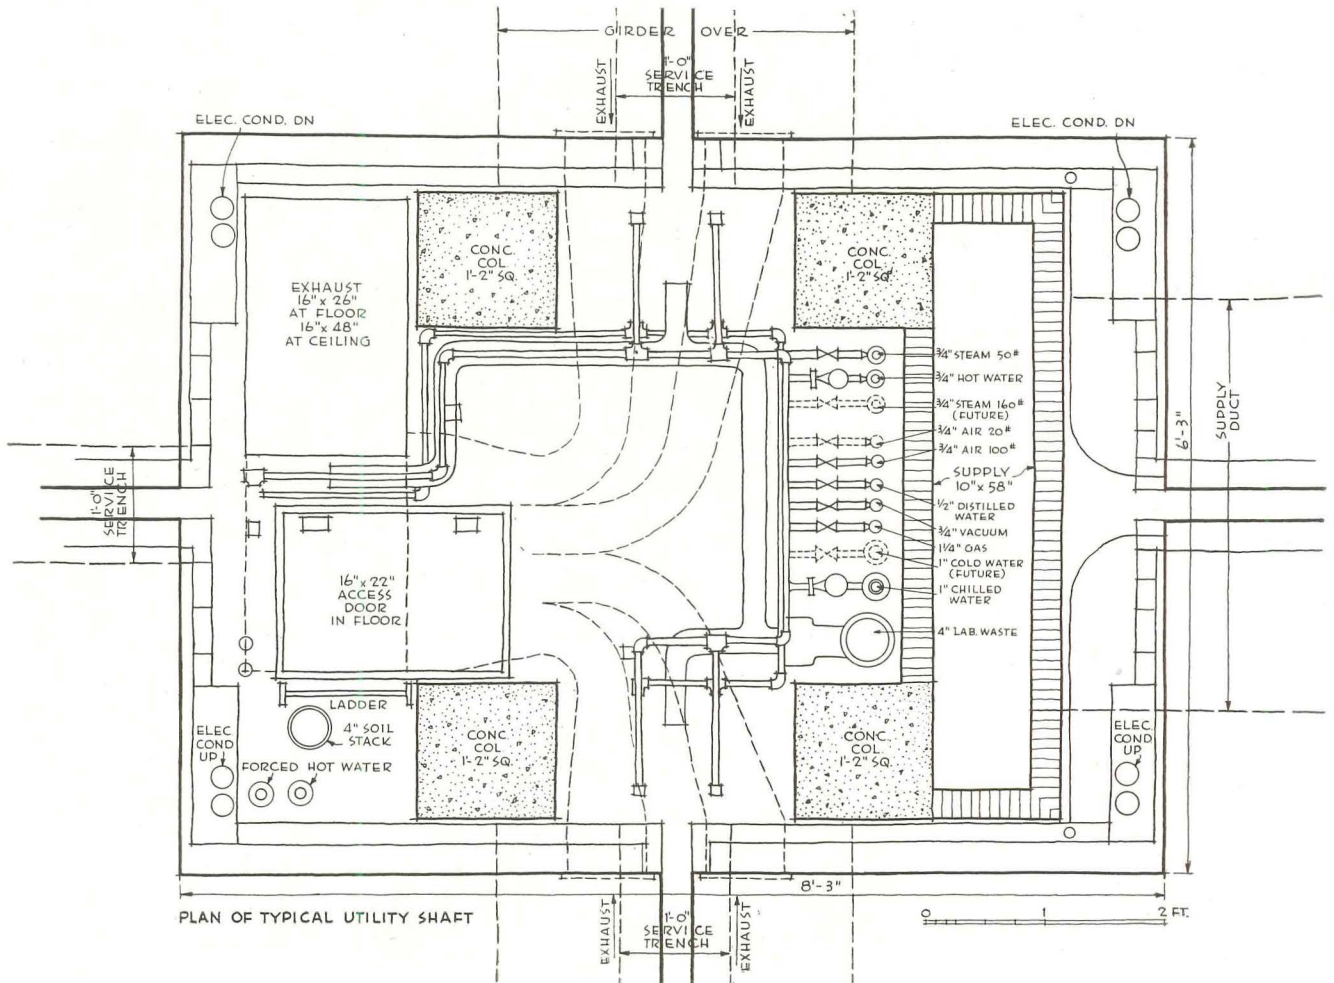 GIRDER OVER
EXHAUST
1'-0"
SERVICE
TRENCH
EXHAUST
ELEC. COND. DN
ELEC. COND. DN
CONC.
COL
1'-2" SQ.
CONC.
COL
1'-2" SQ.
EXHAUST
16" x 26"
AT FLOOR
16" x 48"
AT CEILING
3/4" STEAM 50#
3/4" HOT WATER
3/4" STEAM 160#
(FUTURE)
3/4" AIR 20#
3/4" AIR 100#
SUPPLY
10" x 58"
1/2" DISTILLED
WATER
3/4" VACUUM
1 1/4" GAS
1" COLD WATER
(FUTURE)
1" CHILLED
WATER
4" LAB. WASTE
6'-3"
SUPPLY
DUCT
1'-0"
SERVICE
TRENCH
16" x 22"
ACCESS
DOOR
IN FLOOR
LADDER
4" SOIL
STACK
ELEC
COND
UP
FORCED HOT WATER
CONC
COL
1'-2" SQ.
CONC
COL
1'-2" SQ.
ELEC
COND
UP
8'-3"
PLAN OF TYPICAL UTILITY SHAFT
EXHAUST
1'-0"
SERVICE
TRENCH
EXHAUST
0 1 2 FT.